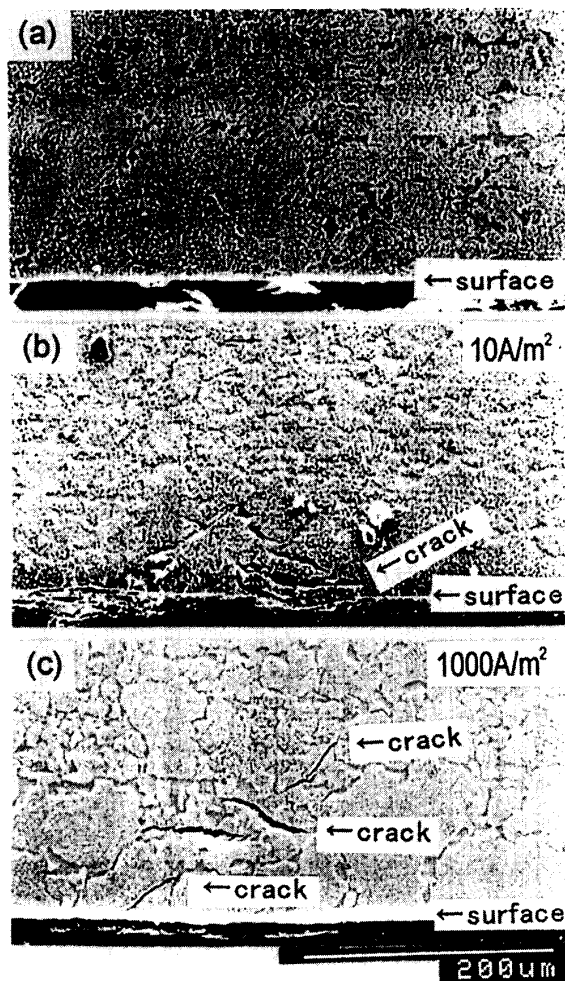 (a)
←surface
(b)
10A/m²
←crack
←surface
(c)
1000A/m²
←crack
←crack
←crack
←surface
200um